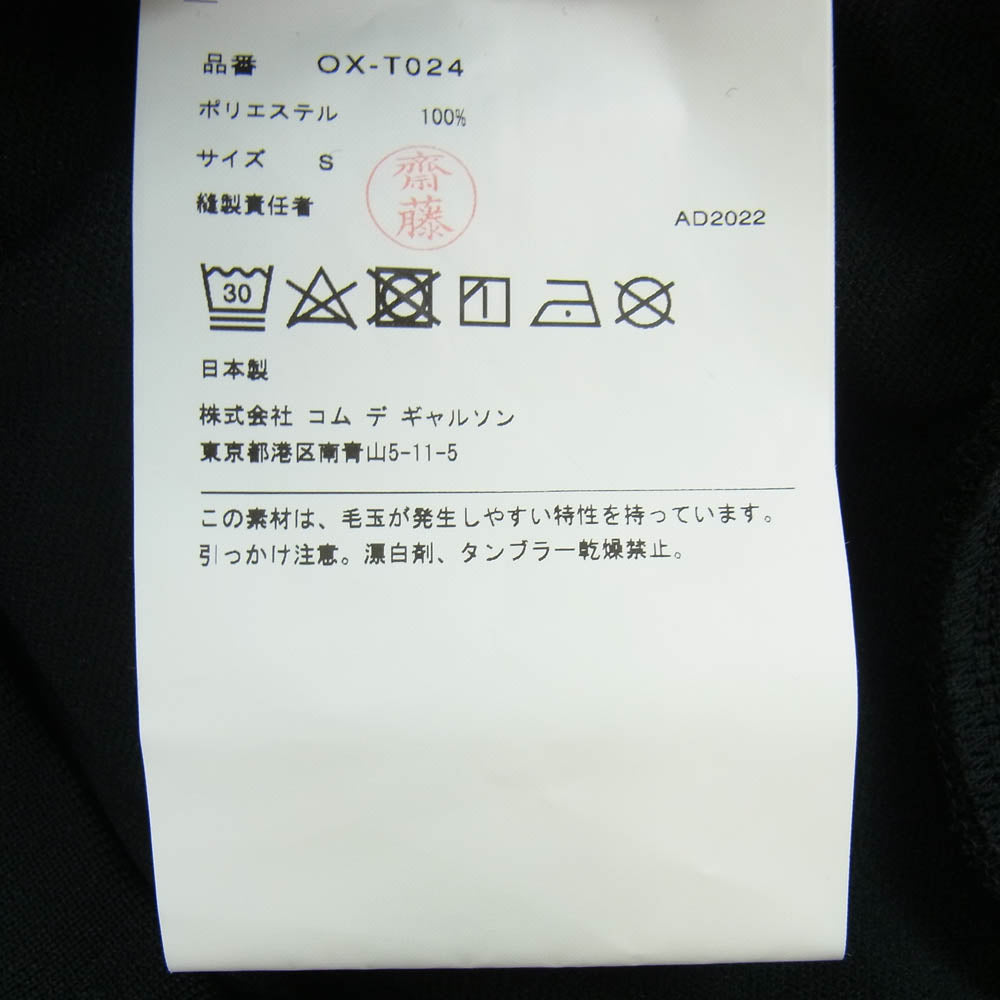 品番 OX-T024
ポリエステル 100%
サイズ S
縫製責任者 齋藤
AD2022
30
日本製
株式会社 コム デ ギャルソン
東京都港区南青山5-11-5
この素材は、毛玉が発生しやすい特性を持っています。
引っかけ注意。漂白剤、タンブラー乾燥禁止。